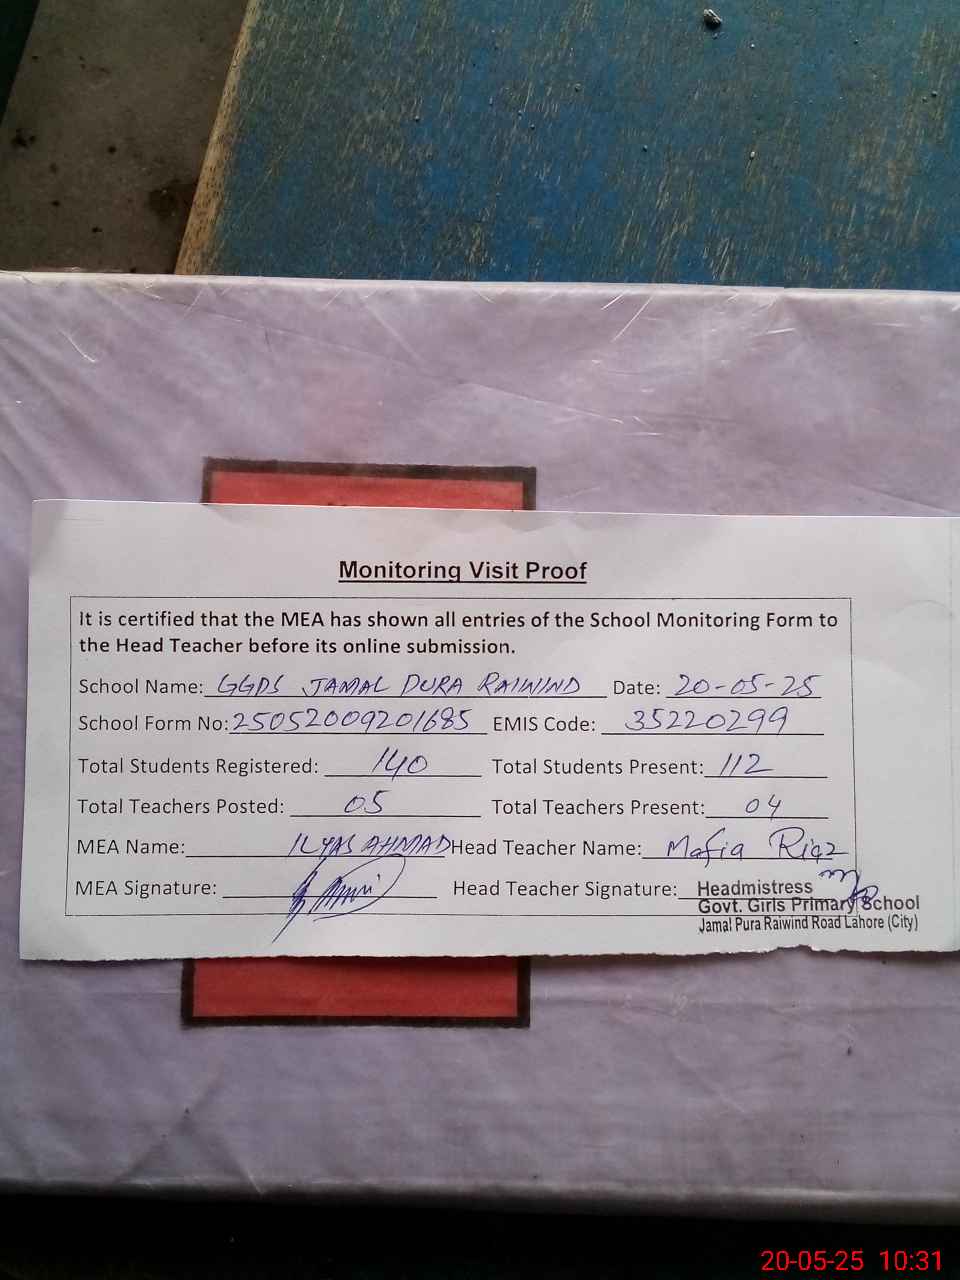 Monitoring Visit Proof
It is certified that the MEA has shown all entries of the School Monitoring Form to
the Head Teacher before its online submission.
School Name: GGPS JAMAL PURA RAIWIND Date: 20-05-25
School Form No: 25052009201685 EMIS Code: 35220299
Total Students Registered: 140 Total Students Present: 112
Total Teachers Posted: 05 Total Teachers Present: 04
MEA Name: ILYAS AHMAD Head Teacher Name: Mafia Riaz
MEA Signature: Head Teacher Signature: Headmistress
Govt. Girls Primary School
Jamal Pura Raiwind Road Lahore (City)
20-05-25 10:31